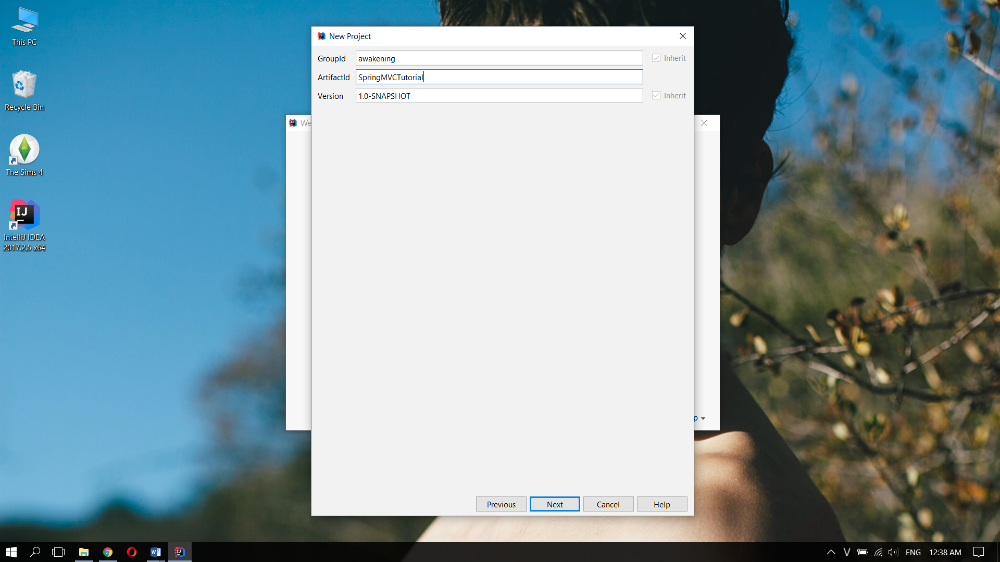 This PC
Recycle Bin
The Sims 4
IJ
IntelliJ IDEA
2017.2.5 x64
New Project
GroupId awakening Inherit
ArtifactId SpringMVCTutorial
Version 1.0-SNAPSHOT Inherit
We
p
Previous Next Cancel Help
ENG 12:38 AM